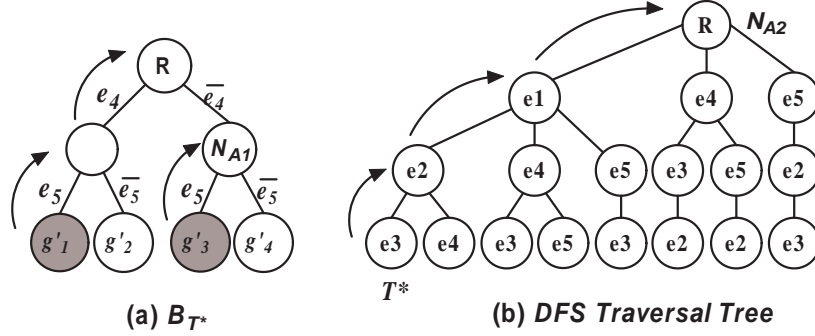 R
e4 e̅4
N_A1
e5 e̅5 e5 e̅5
g'1 g'2 g'3 g'4
(a) B_T*
R N_A2
e1 e4 e5
e2 e4 e5 e3 e5 e2
e3 e4 e3 e5 e3 e2 e2 e3
T*
(b) DFS Traversal Tree